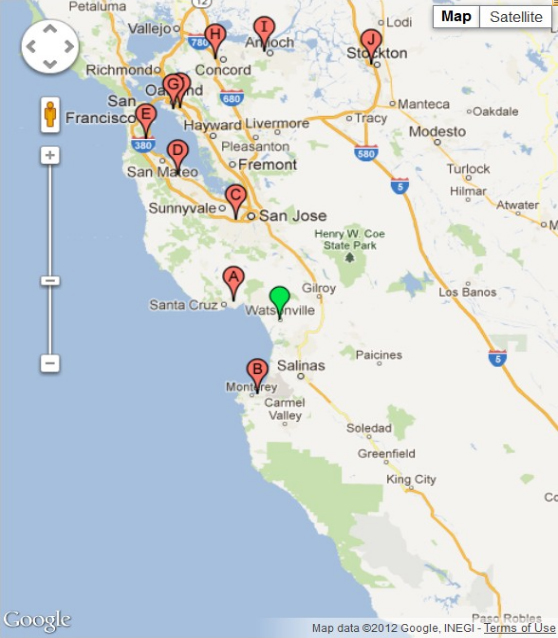 Petaluma
12
Lodi
Map
Satellite
Vallejo
780
H
I
Antioch
J
Stockton
Concord
Richmond
Oakland
G
680
Manteca
San
Francisco
E
Hayward
Livermore
Tracy
Oakdale
Modesto
380
Pleasanton
580
D
San Mateo
Fremont
Turlock
5
Hilmar
C
Sunnyvale
San Jose
Atwater
M
Henry W. Coe
State Park
A
Gilroy
Los Banos
Santa Cruz
Watsonville
5
Paicines
B
Salinas
Monterey
Carmel
Valley
Soledad
Greenfield
King City
Google
Paso Robles
Map data ©2012 Google, INEGI - Terms of Use